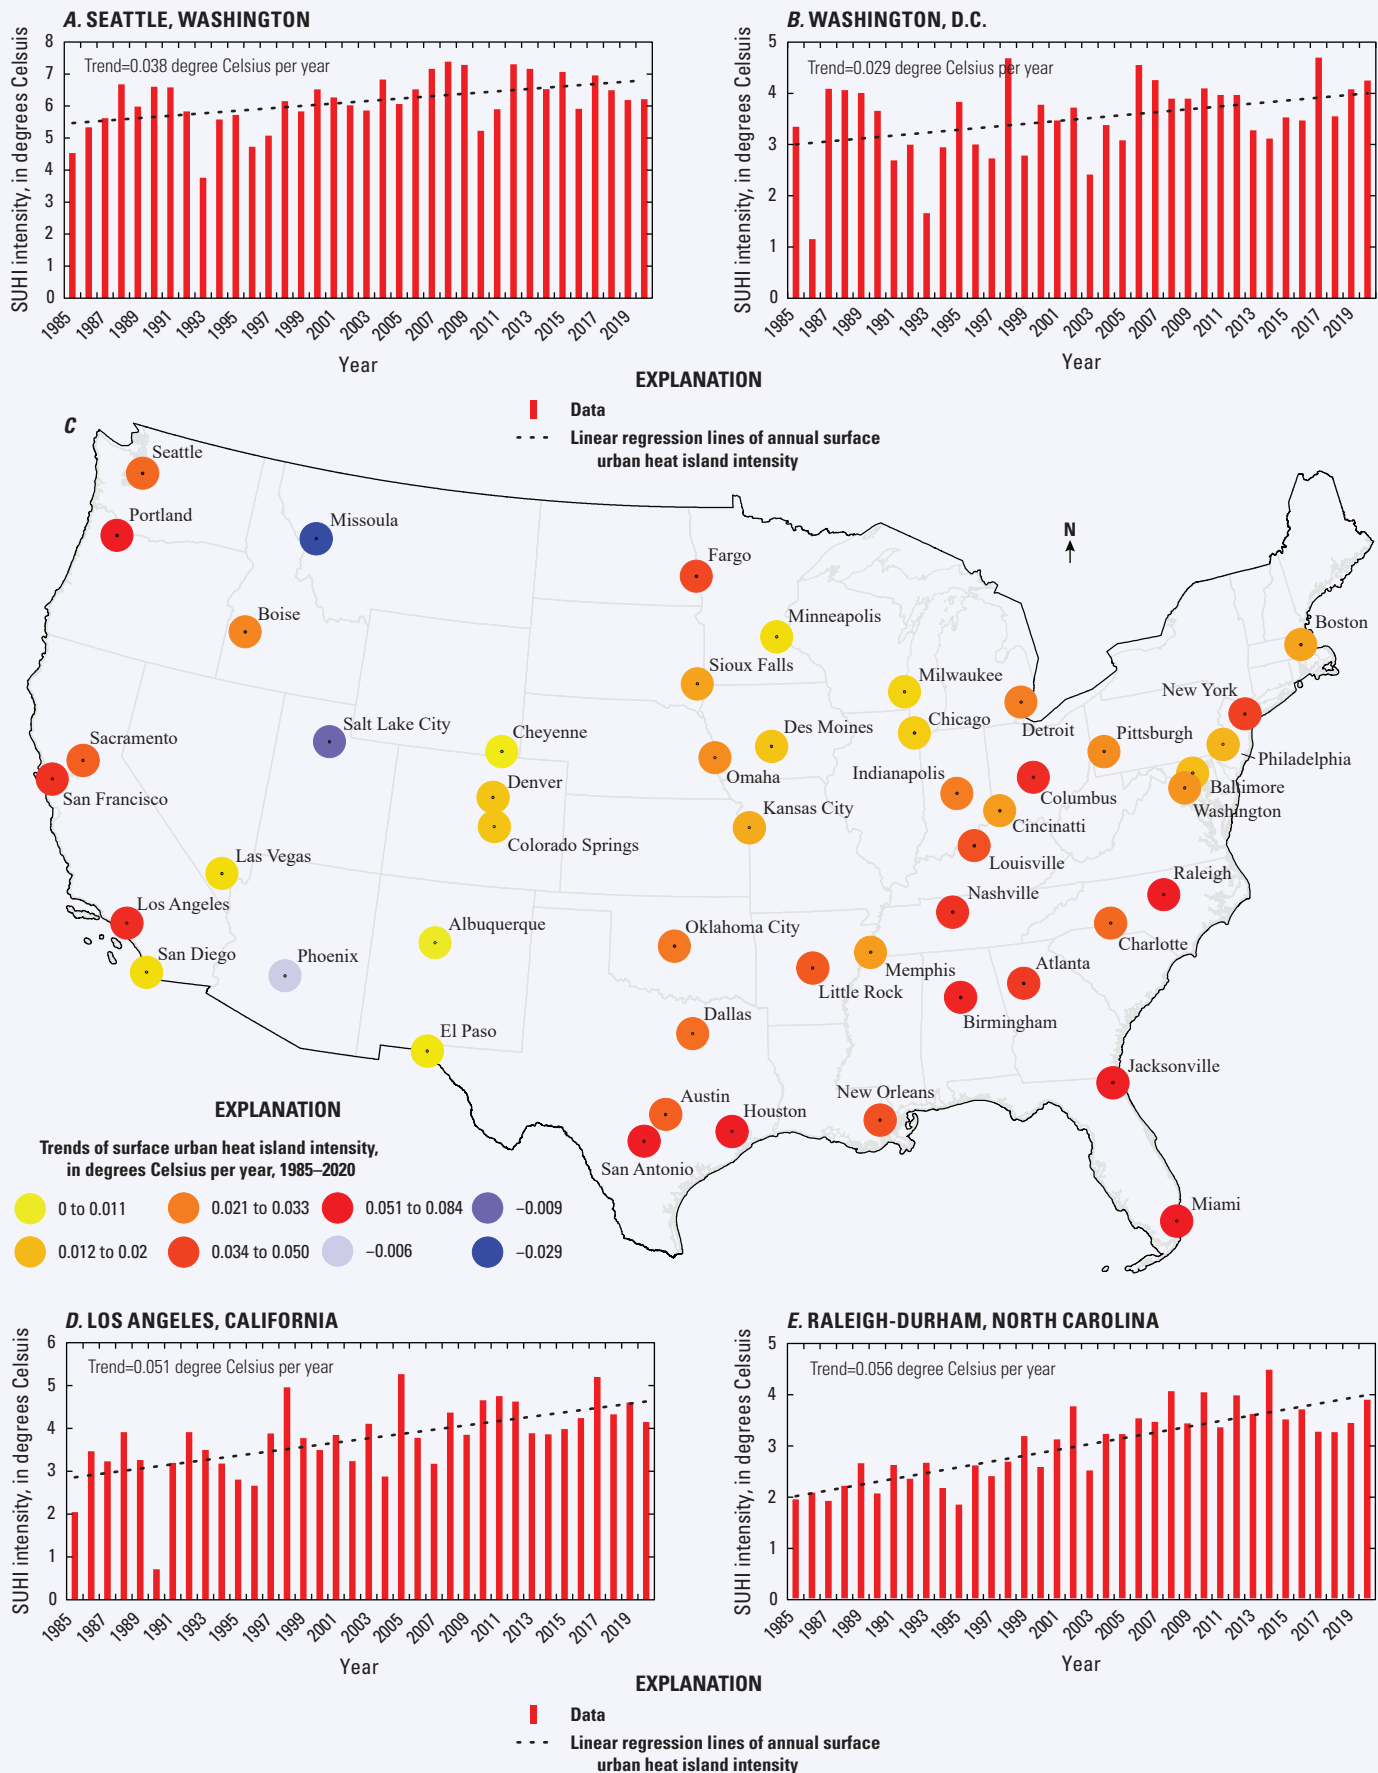 A. SEATTLE, WASHINGTON
SUHI intensity, in degrees Celsuis
8
7
6
5
4
3
2
1
0
Trend=0.038 degree Celsius per year
1985 1987 1989 1991 1993 1995 1997 1999 2001 2003 2005 2007 2009 2011 2013 2015 2017 2019
Year
B. WASHINGTON, D.C.
SUHI intensity, in degrees Celsuis
5
4
3
2
1
0
Trend=0.029 degree Celsius per year
1985 1987 1989 1991 1993 1995 1997 1999 2001 2003 2005 2007 2009 2011 2013 2015 2017 2019
Year
EXPLANATION
Data
Linear regression lines of annual surface
urban heat island intensity
C
Seattle
Portland
Missoula
Fargo
N
Boise
Minneapolis
Boston
Sioux Falls
Milwaukee
New York
Salt Lake City
Cheyenne
Des Moines
Chicago
Detroit
Pittsburgh
Sacramento
Philadelphia
Omaha
Indianapolis
San Francisco
Denver
Columbus
Baltimore
Kansas City
Washington
Cincinatti
Colorado Springs
Las Vegas
Louisville
Raleigh
Nashville
Los Angeles
Albuquerque
Oklahoma City
Charlotte
San Diego
Phoenix
Memphis
Atlanta
Little Rock
Dallas
Birmingham
El Paso
Jacksonville
Austin
New Orleans
Houston
San Antonio
Miami
EXPLANATION
Trends of surface urban heat island intensity,
in degrees Celsius per year, 1985–2020
0 to 0.011
0.021 to 0.033
0.051 to 0.084
−0.009
0.012 to 0.02
0.034 to 0.050
−0.006
−0.029
D. LOS ANGELES, CALIFORNIA
SUHI intensity, in degrees Celsuis
6
5
4
3
2
1
0
Trend=0.051 degree Celsius per year
1985 1987 1989 1991 1993 1995 1997 1999 2001 2003 2005 2007 2009 2011 2013 2015 2017 2019
Year
E. RALEIGH-DURHAM, NORTH CAROLINA
SUHI intensity, in degrees Celsuis
5
4
3
2
1
0
Trend=0.056 degree Celsius per year
1985 1987 1989 1991 1993 1995 1997 1999 2001 2003 2005 2007 2009 2011 2013 2015 2017 2019
Year
EXPLANATION
Data
Linear regression lines of annual surface
urban heat island intensity